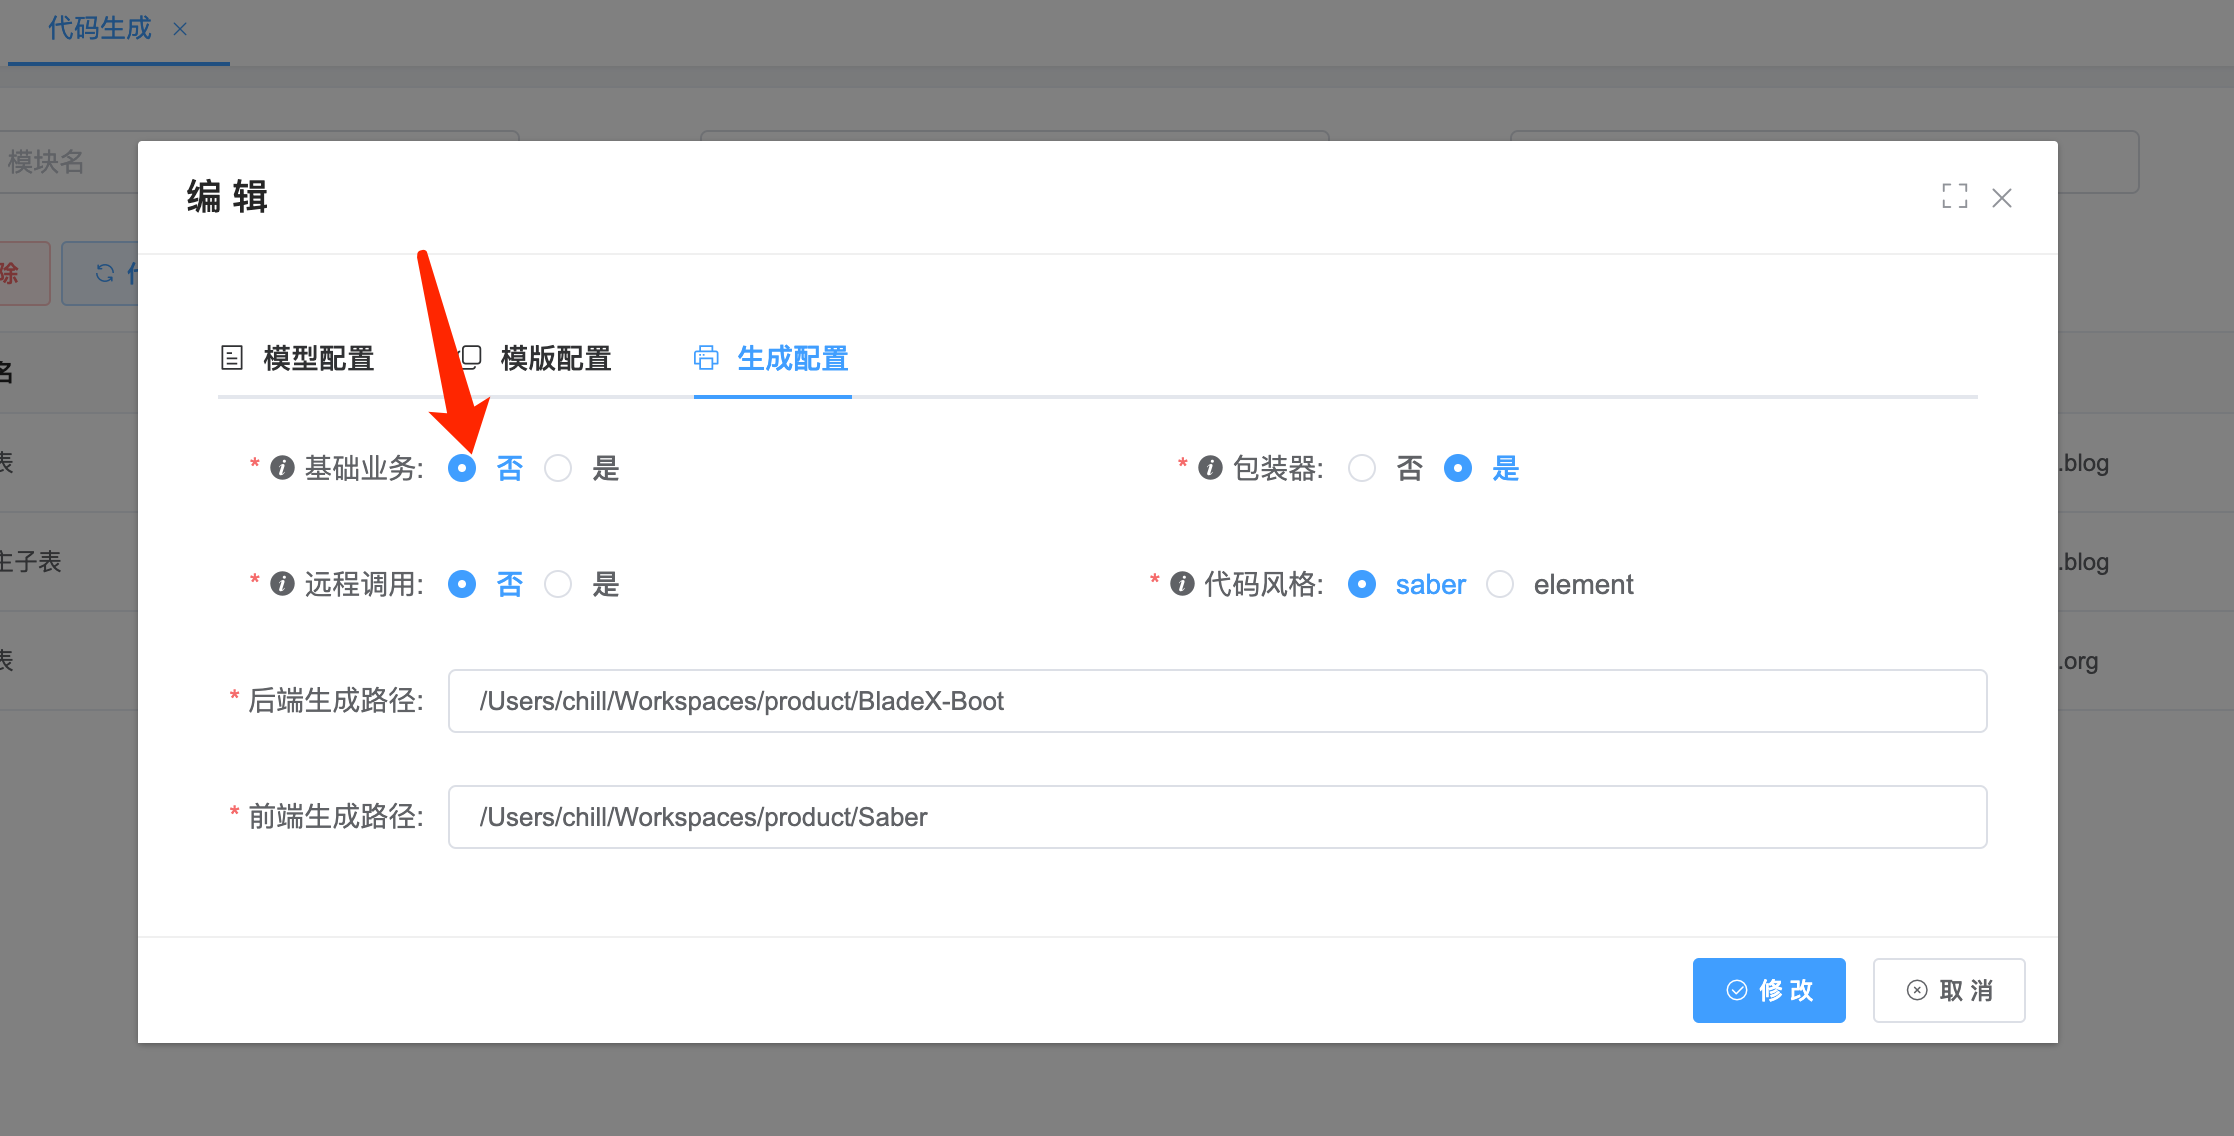 代码生成
模块名
编 辑
除
名
模型配置
模版配置
生成配置
* 基础业务: 否 是
* 包装器: 否 是
表
.blog
* 远程调用: 否 是
* 代码风格: saber element
主子表
.blog
表
.org
* 后端生成路径: /Users/chill/Workspaces/product/BladeX-Boot
* 前端生成路径: /Users/chill/Workspaces/product/Saber
修 改
取 消